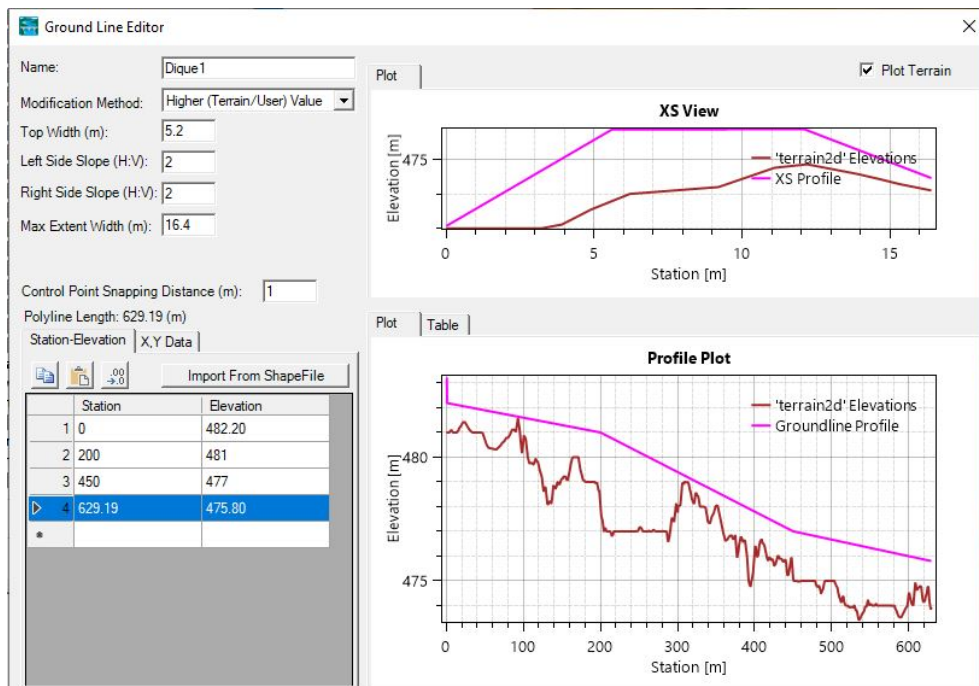 Ground Line Editor
Name: Dique1
Modification Method: Higher (Terrain/User) Value
Top Width (m): 5.2
Left Side Slope (H:V): 2
Right Side Slope (H:V): 2
Max Extent Width (m): 16.4
Control Point Snapping Distance (m): 1
Polyline Length: 629.19 (m)
Station-Elevation X,Y Data
.00 →.0 Import From ShapeFile
Station Elevation
1 0 482.20
2 200 481
3 450 477
4 629.19 475.80
*
Plot Plot Terrain
XS View
475
Elevation [m]
'terrain2d' Elevations
XS Profile
0 5 10 15
Station [m]
Plot Table
Profile Plot
'terrain2d' Elevations
Groundline Profile
480
Elevation [m]
475
0 100 200 300 400 500 600
Station [m]